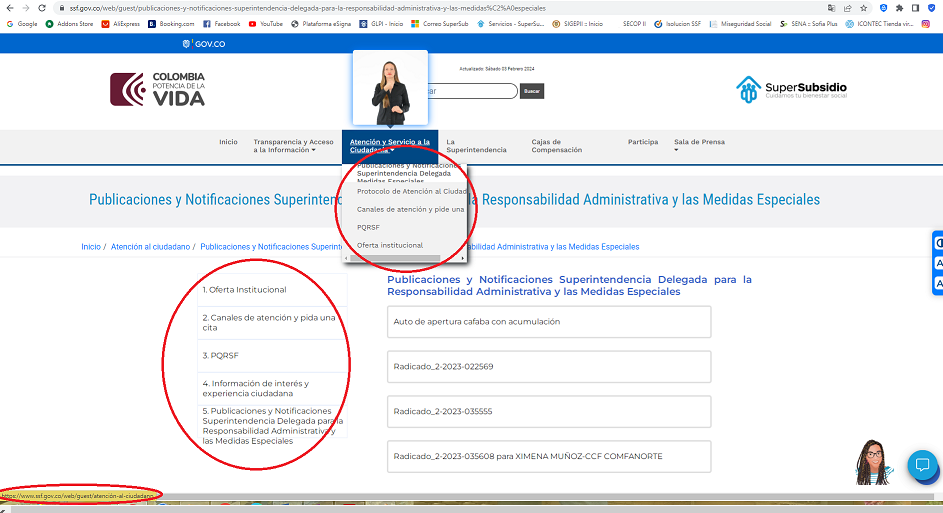 ssf.gov.co/web/guest/publicaciones-y-notificaciones-superintendencia-delegada-para-la-responsabilidad-administrativa-y-las-medidas%C2%A0especiales
Google Addons Store AliExpress Booking.com Facebook YouTube Plataforma eSigna GLPI - Inicio Correo SuperSub Servicios - SuperSu... SIGEPII :: Inicio SECOP II Isolucion SSF Miseguridad Social SENA :: Sofia Plus ICONTEC Tienda vir...
GOV.CO
COLOMBIA
POTENCIA DE LA
VIDA
Actualizado: Sábado 03 Febrero 2024
Buscar
SuperSubsidio
Cuidamos tu bienestar social
Inicio
Transparencia y Acceso
a la Información
Atención y Servicio a la
Ciudadanía
La
Superintendencia
Cajas de
Compensación
Participa
Sala de Prensa
Publicaciones y Notificaciones
Superintendencia Delegada
Medidas Especiales
Protocolo de Atención al Ciudad
Canales de atención y pide una
PQRSF
Oferta institucional
Publicaciones y Notificaciones Superinten
la Responsabilidad Administrativa y las Medidas Especiales
Inicio / Atención al ciudadano / Publicaciones y Notificaciones Superint
abilidad Administrativa y las Medidas Especiales
1. Oferta Institucional
2. Canales de atención y pida una
cita
3. PQRSF
4. Información de interés y
experiencia ciudadana
5. Publicaciones y Notificaciones
Superintendencia Delegada para la
Responsabilidad Administrativa y
las Medidas Especiales
Publicaciones y Notificaciones Superintendencia Delegada para la
Responsabilidad Administrativa y las Medidas Especiales
Auto de apertura cafaba con acumulación
Radicado_2-2023-022569
Radicado_2-2023-035555
Radicado_2-2023-035608 para XIMENA MUÑOZ-CCF COMFANORTE
https://www.ssf.gov.co/web/guest/atención-al-ciudadano